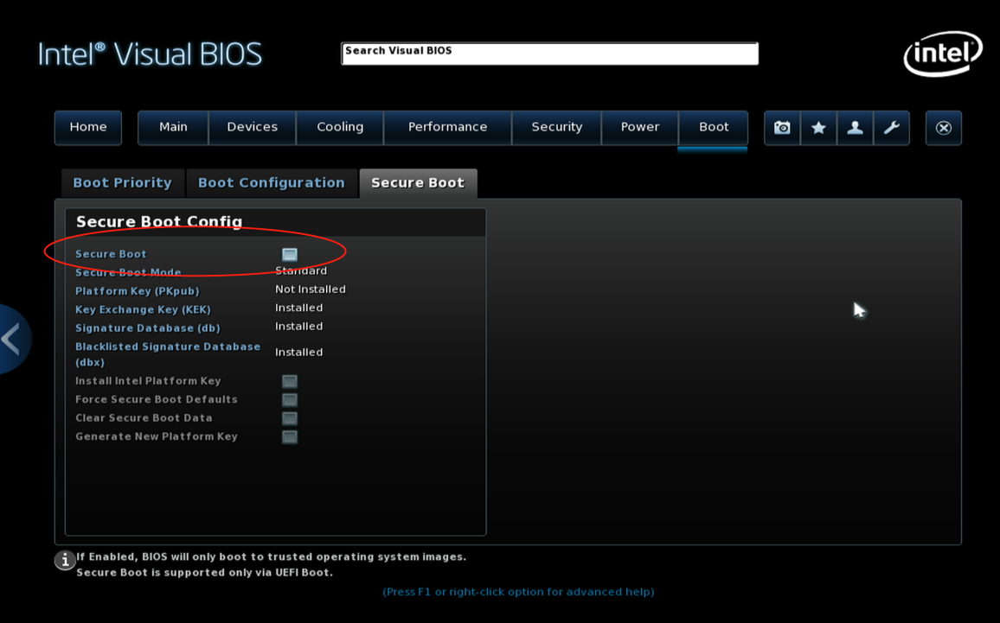 Intel® Visual BIOS
Search Visual BIOS
intel
Home Main Devices Cooling Performance Security Power Boot
Boot Priority Boot Configuration Secure Boot
Secure Boot Config
Secure Boot
Secure Boot Mode Standard
Platform Key (PKpub) Not Installed
Key Exchange Key (KEK) Installed
Signature Database (db) Installed
Blacklisted Signature Database
(dbx) Installed
Install Intel Platform Key
Force Secure Boot Defaults
Clear Secure Boot Data
Generate New Platform Key
If Enabled, BIOS will only boot to trusted operating system images.
Secure Boot is supported only via UEFI Boot.
(Press F1 or right-click option for advanced help)